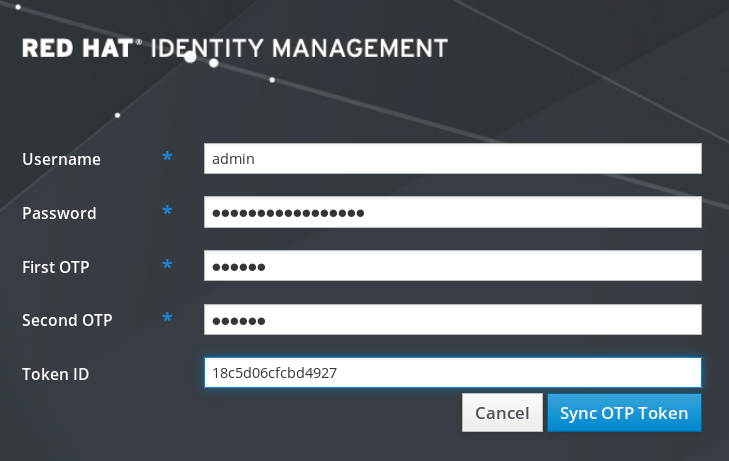 RED HAT® IDENTITY MANAGEMENT
Username * admin
Password * ●●●●●●●●●●●●●●●●●
First OTP * ●●●●●●
Second OTP * ●●●●●●
Token ID 18c5d06cfcbd4927
Cancel Sync OTP Token